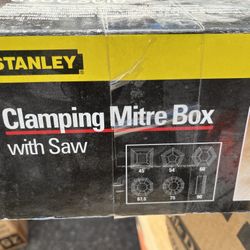 STANLEY
Clamping Mitre Box
with Saw
45 54 60
67,5 75 90